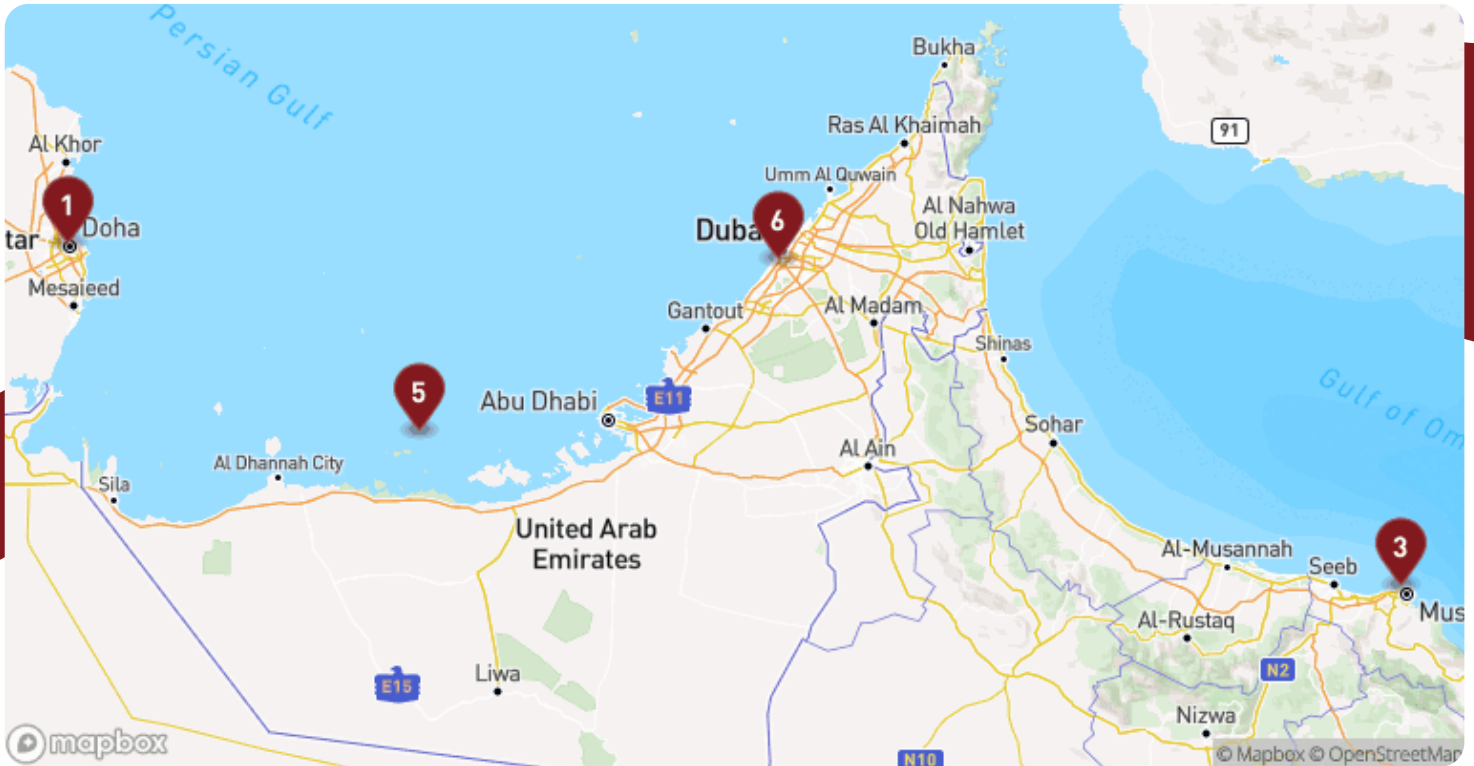 Persian Gulf
Bukha
Ras Al Khaimah
91
Al Khor
Umm Al Quwain
1
Doha
tar
6
Duba
Al Nahwa
Old Hamlet
Mesaieed
Gantout
Al Madam
Shinas
5
Abu Dhabi
E11
Gulf of Om
Sohar
Al Ain
Al Dhannah City
Sila
United Arab
Emirates
3
Al-Musannah
Seeb
Mus
Al-Rustaq
Liwa
E15
N2
Nizwa
mapbox
N10
© Mapbox © OpenStreetMap